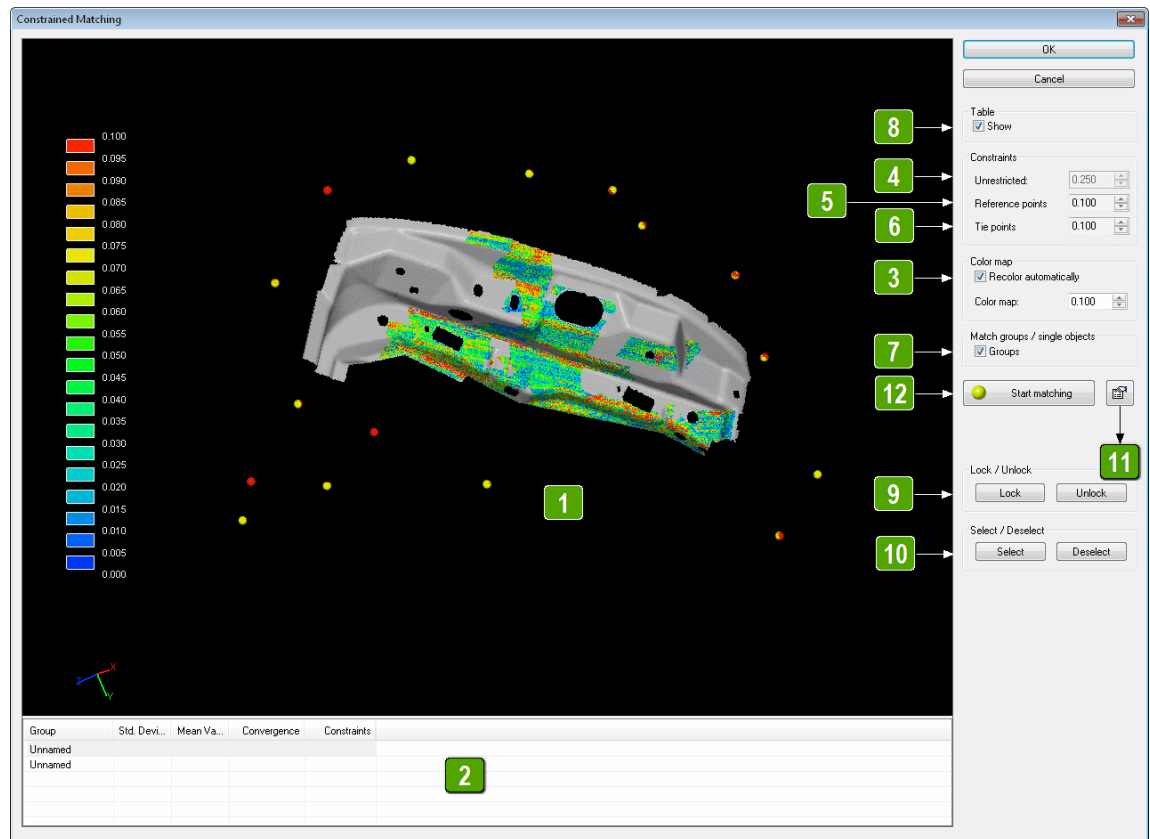 Constrained Matching
OK
Cancel
8
Table
Show
Constraints
4
Unrestricted: 0.250
5
Reference points 0.100
6
Tie points 0.100
Color map
3
Recolor automatically
Color map: 0.100
Match groups / single objects
7
Groups
12
Start matching
11
Lock / Unlock
9
Lock Unlock
Select / Deselect
10
Select Deselect
0.100
0.095
0.090
0.085
0.080
0.075
0.070
0.065
0.060
0.055
0.050
0.045
0.040
0.035
0.030
0.025
0.020
0.015
0.010
0.005
0.000
1
X
Z
Y
Group Std. Devi... Mean Va... Convergence Constraints
Unnamed
Unnamed
2